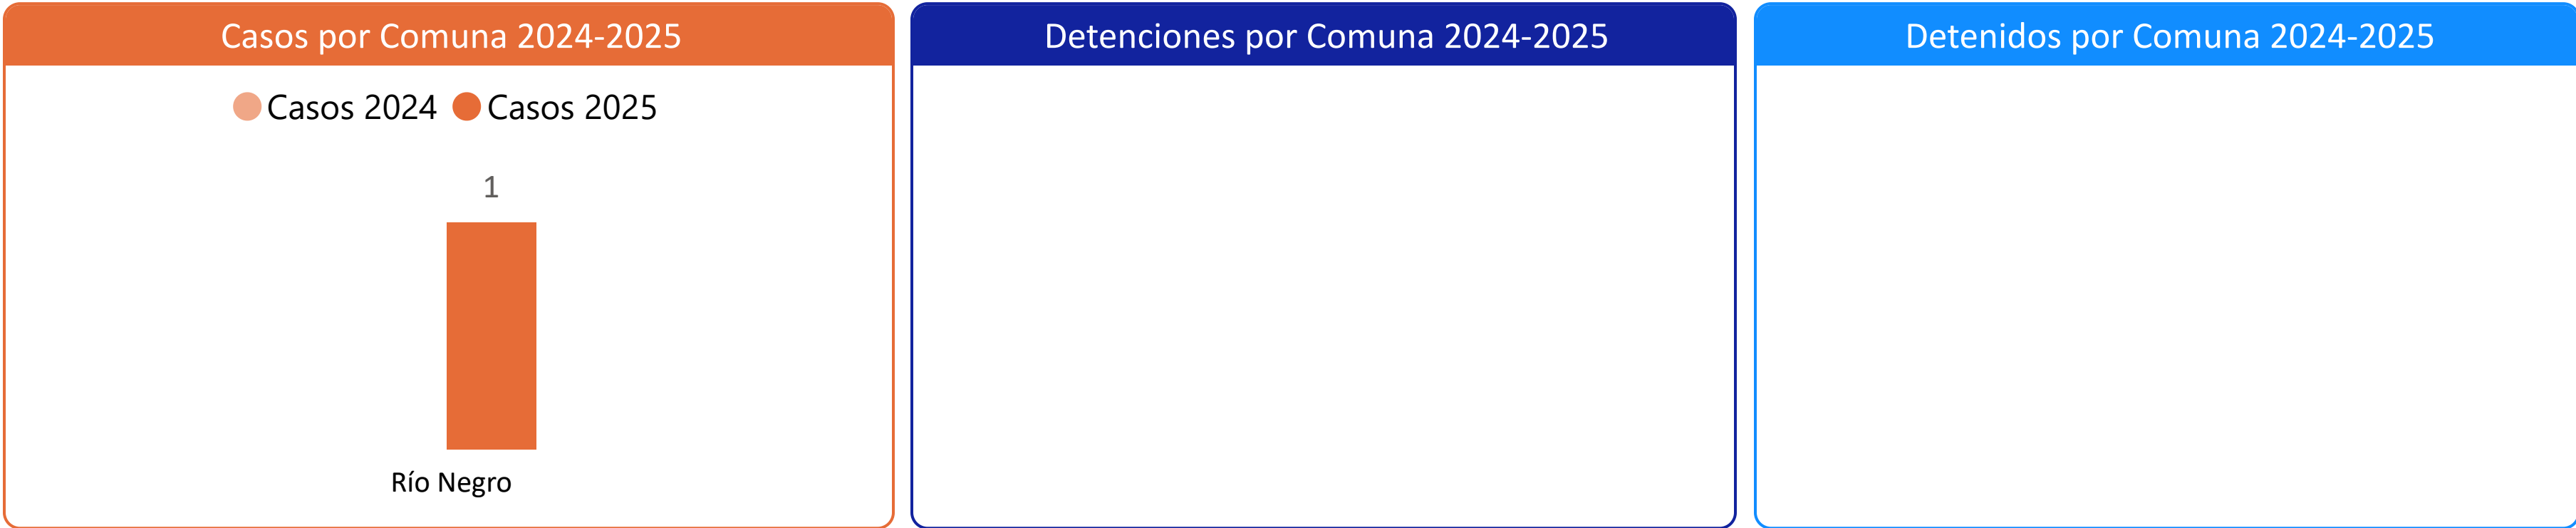 Casos por Comuna 2024-2025
Casos 2024 Casos 2025
1
Río Negro
Detenciones por Comuna 2024-2025
Detenidos por Comuna 2024-2025